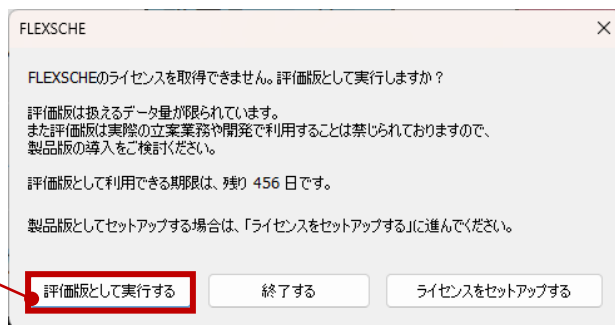 FLEXSCHE
FLEXSCHEのライセンスを取得できません。評価版として実行しますか？
評価版は扱えるデータ量が限られています。
また評価版は実際の立案業務や開発で利用することは禁じられておりますので、
製品版の導入をご検討ください。
評価版として利用できる期限は、残り 456 日です。
製品版としてセットアップする場合は、「ライセンスをセットアップする」に進んでください。
評価版として実行する
終了する
ライセンスをセットアップする